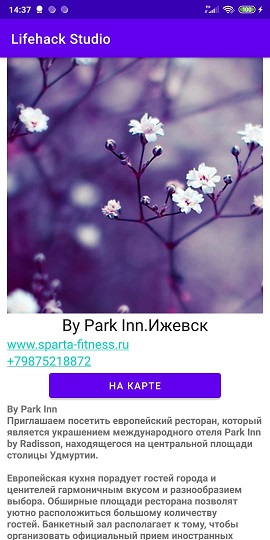 14:37
Lifehack Studio
By Park Inn.Ижевск
www.sparta-fitness.ru
+79875218872
НА КАРТЕ
By Park Inn
Приглашаем посетить европейский ресторан, который
является украшением международного отеля Park Inn
by Radisson, находящегося на центральной площади
столицы Удмуртии.
Европейская кухня порадует гостей города и
ценителей гармоничным вкусом и разнообразием
выбора. Обширные площади ресторана позволят
уютно расположиться большому количеству
гостей. Банкетный зал располагает к тому, чтобы
организовать официальный прием иностранных